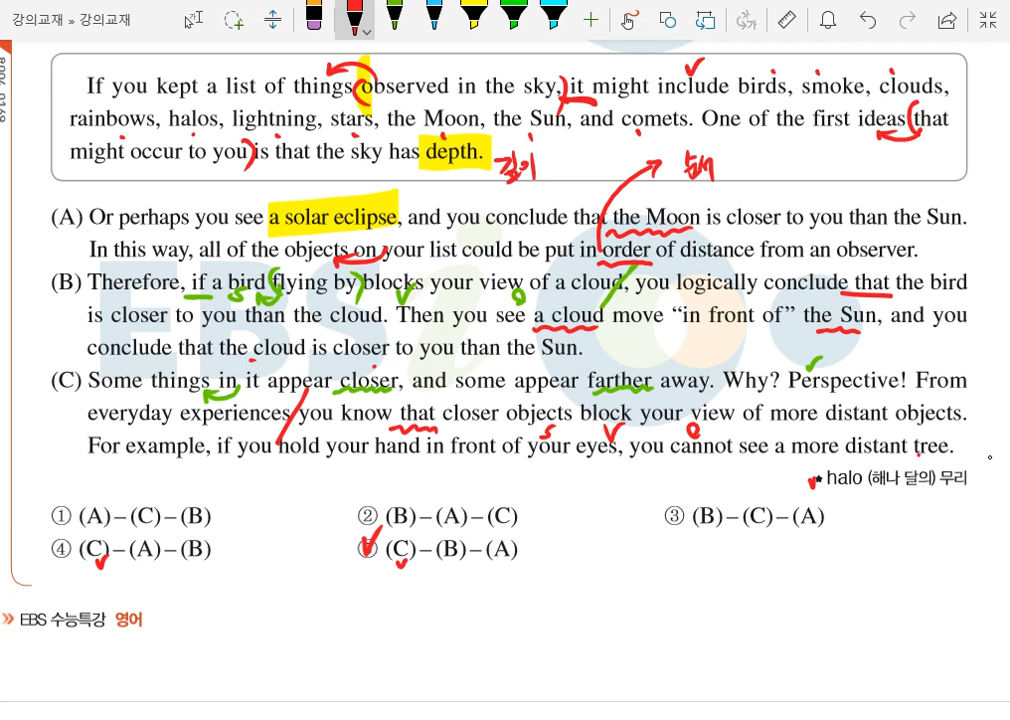 강의교재 » 강의교재
If you kept a list of things observed in the sky, it might include birds, smoke, clouds,
rainbows, halos, lightning, stars, the Moon, the Sun, and comets. One of the first ideas that
might occur to you is that the sky has depth.
깊이
순서
(A) Or perhaps you see a solar eclipse, and you conclude that the Moon is closer to you than the Sun.
In this way, all of the objects on your list could be put in order of distance from an observer.
(B) Therefore, if a bird flying by blocks your view of a cloud, you logically conclude that the bird
S
O
is closer to you than the cloud. Then you see a cloud move “in front of” the Sun, and you
conclude that the cloud is closer to you than the Sun.
(C) Some things in it appear closer, and some appear farther away. Why? Perspective! From
everyday experiences, you know that closer objects block your view of more distant objects.
S V O
For example, if you hold your hand in front of your eyes, you cannot see a more distant tree.
★ halo (해나 달의) 무리
① (A)–(C)–(B) ② (B)–(A)–(C) ③ (B)–(C)–(A)
④ (C)–(A)–(B) ⑤ (C)–(B)–(A)
» EBS 수능특강 영어